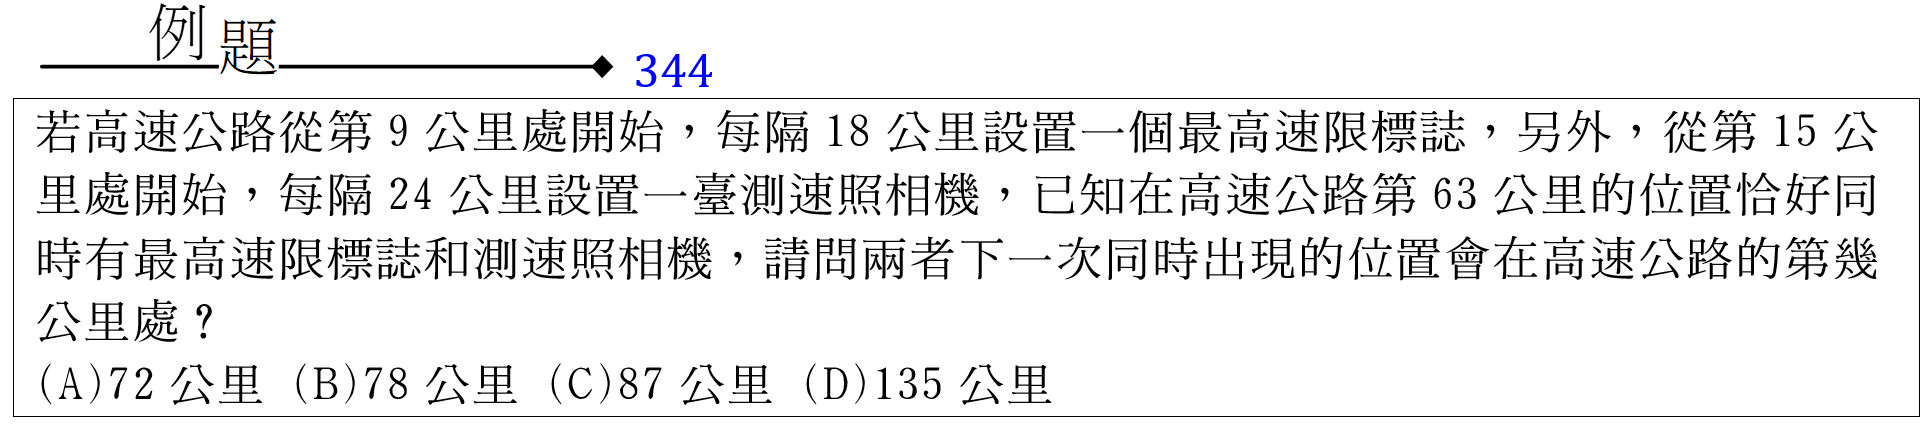 例題 344
若高速公路從第 9 公里處開始，每隔 18 公里設置一個最高速限標誌，另外，從第 15 公
里處開始，每隔 24 公里設置一臺測速照相機，已知在高速公路第 63 公里的位置恰好同
時有最高速限標誌和測速照相機，請問兩者下一次同時出現的位置會在高速公路的第幾
公里處？
(A)72 公里 (B)78 公里 (C)87 公里 (D)135 公里